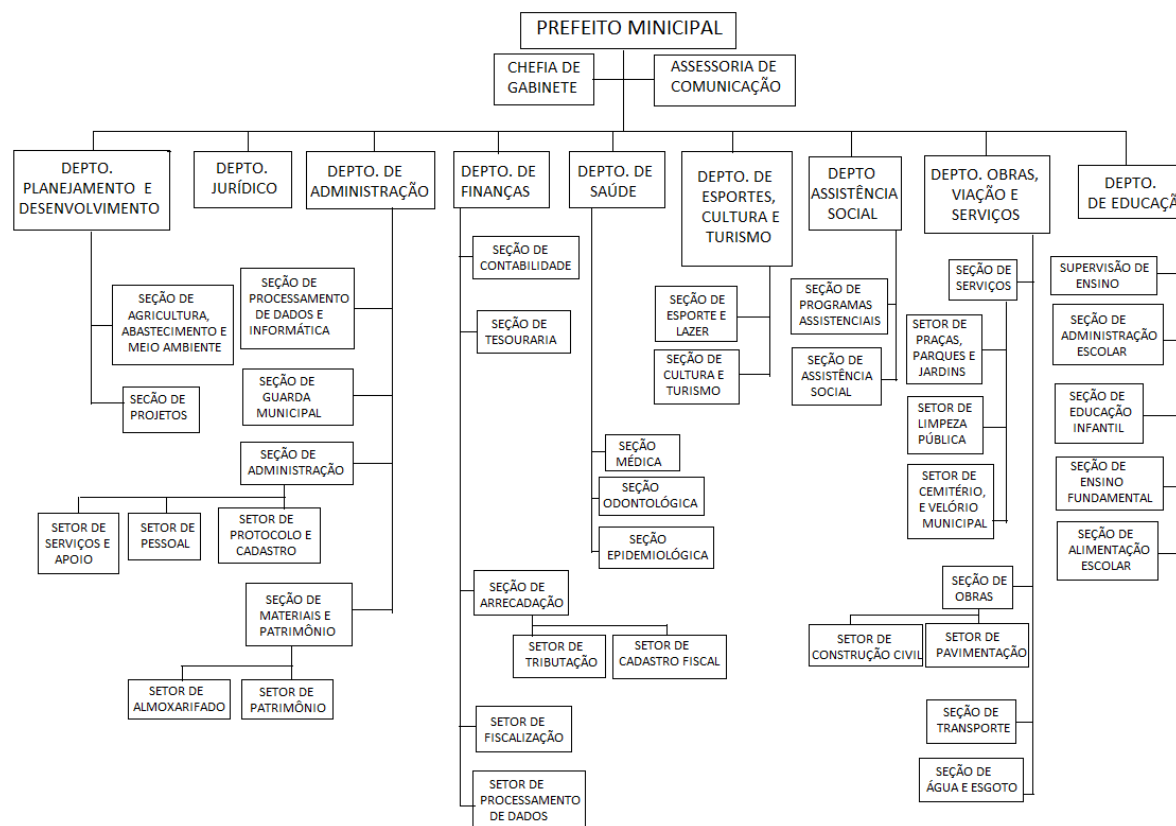 PREFEITO MINICIPAL
CHEFIA DE
GABINETE
ASSESSORIA DE
COMUNICAÇÃO
DEPTO.
PLANEJAMENTO E
DESENVOLVIMENTO
DEPTO.
JURÍDICO
DEPTO. DE
ADMINISTRAÇÃO
DEPTO. DE
FINANÇAS
DEPTO. DE
SAÚDE
DEPTO. DE
ESPORTES,
CULTURA E
TURISMO
DEPTO
ASSISTÊNCIA
SOCIAL
DEPTO. OBRAS,
VIAÇÃO E
SERVIÇOS
DEPTO.
DE EDUCAÇÃ
SEÇÃO DE
AGRICULTURA,
ABASTECIMENTO E
MEIO AMBIENTE
SECÃO DE
PROJETOS
SEÇÃO DE
PROCESSAMENTO
DE DADOS E
INFORMÁTICA
SEÇÃO DE
GUARDA
MUNICIPAL
SEÇÃO DE
ADMINISTRAÇÃO
SETOR DE
SERVIÇOS E
APOIO
SETOR DE
PESSOAL
SETOR DE
PROTOCOLO E
CADASTRO
SEÇÃO DE
MATERIAIS E
PATRIMÔNIO
SETOR DE
ALMOXARIFADO
SETOR DE
PATRIMÔNIO
SEÇÃO DE
CONTABILIDADE
SEÇÃO DE
TESOURARIA
SEÇÃO DE
ARRECADAÇÃO
SETOR DE
TRIBUTAÇÃO
SETOR DE
CADASTRO FISCAL
SETOR DE
FISCALIZAÇÃO
SETOR DE
PROCESSAMENTO
DE DADOS
SEÇÃO
MÉDICA
SEÇÃO
ODONTOLÓGICA
SEÇÃO
EPIDEMIOLÓGICA
SEÇÃO DE
ESPORTE E
LAZER
SEÇÃO DE
CULTURA E
TURISMO
SEÇÃO DE
PROGRAMAS
ASSISTENCIAIS
SEÇÃO DE
ASSISTÊNCIA
SOCIAL
SEÇÃO DE
SERVIÇOS
SETOR DE
PRAÇAS,
PARQUES E
JARDINS
SETOR DE
LIMPEZA
PÚBLICA
SETOR DE
CEMITÉRIO,
E VELÓRIO
MUNICIPAL
SEÇÃO DE
OBRAS
SETOR DE
CONSTRUÇÃO CIVIL
SETOR DE
PAVIMENTAÇÃO
SEÇÃO DE
TRANSPORTE
SEÇÃO DE
ÁGUA E ESGOTO
SUPERVISÃO DE
ENSINO
SEÇÃO DE
ADMINISTRAÇÃO
ESCOLAR
SEÇÃO DE
EDUCAÇÃO
INFANTIL
SEÇÃO DE
ENSINO
FUNDAMENTAL
SEÇÃO DE
ALIMENTAÇÃO
ESCOLAR